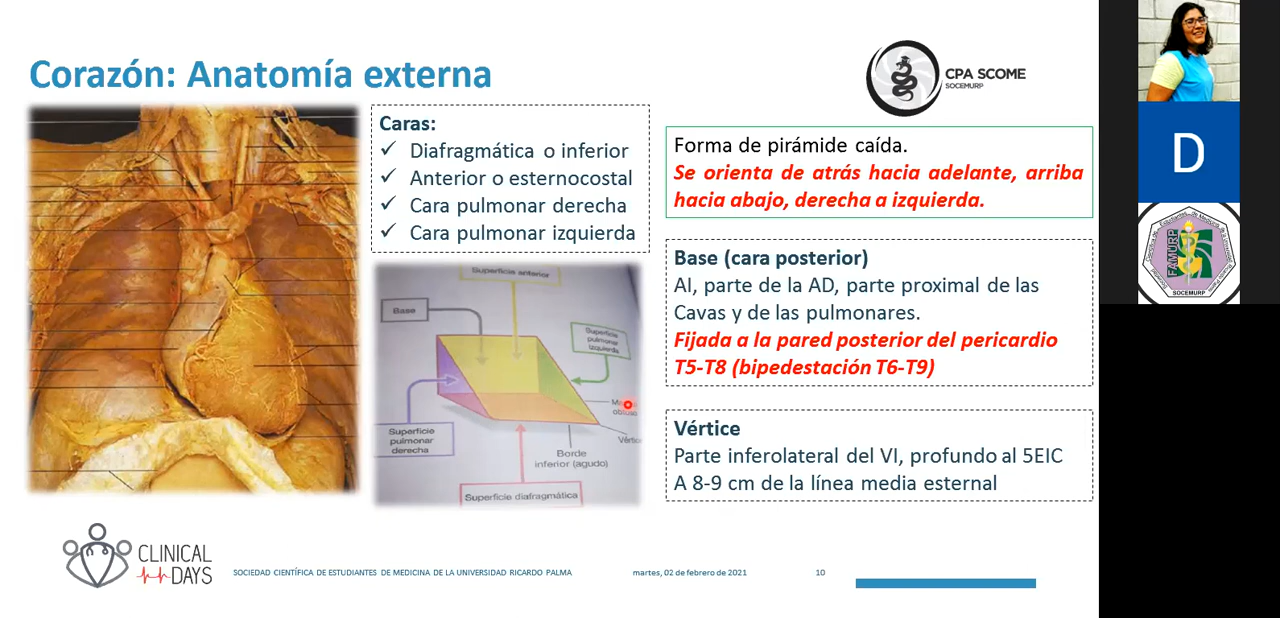 Corazón: Anatomía externa
CPA SCOME
SOCEMURP
Caras:
✓ Diafragmática o inferior
✓ Anterior o esternocostal
✓ Cara pulmonar derecha
✓ Cara pulmonar izquierda
Forma de pirámide caída.
Se orienta de atrás hacia adelante, arriba
hacia abajo, derecha a izquierda.
Base (cara posterior)
AI, parte de la AD, parte proximal de las
Cavas y de las pulmonares.
Fijada a la pared posterior del pericardio
T5-T8 (bipedestación T6-T9)
Vértice
Parte inferolateral del VI, profundo al 5EIC
A 8-9 cm de la línea media esternal
Superficie anterior
Base
Superficie
pulmonar
izquierda
obtuso
Superficie
pulmonar
derecha
Borde
inferior (agudo)
Superficie diafragmática
CLINICAL
DAYS
SOCIEDAD CIENTÍFICA DE ESTUDIANTES DE MEDICINA DE LA UNIVERSIDAD RICARDO PALMA
martes, 02 de febrero de 2021
10
D
FAMURP
SOCEMURP